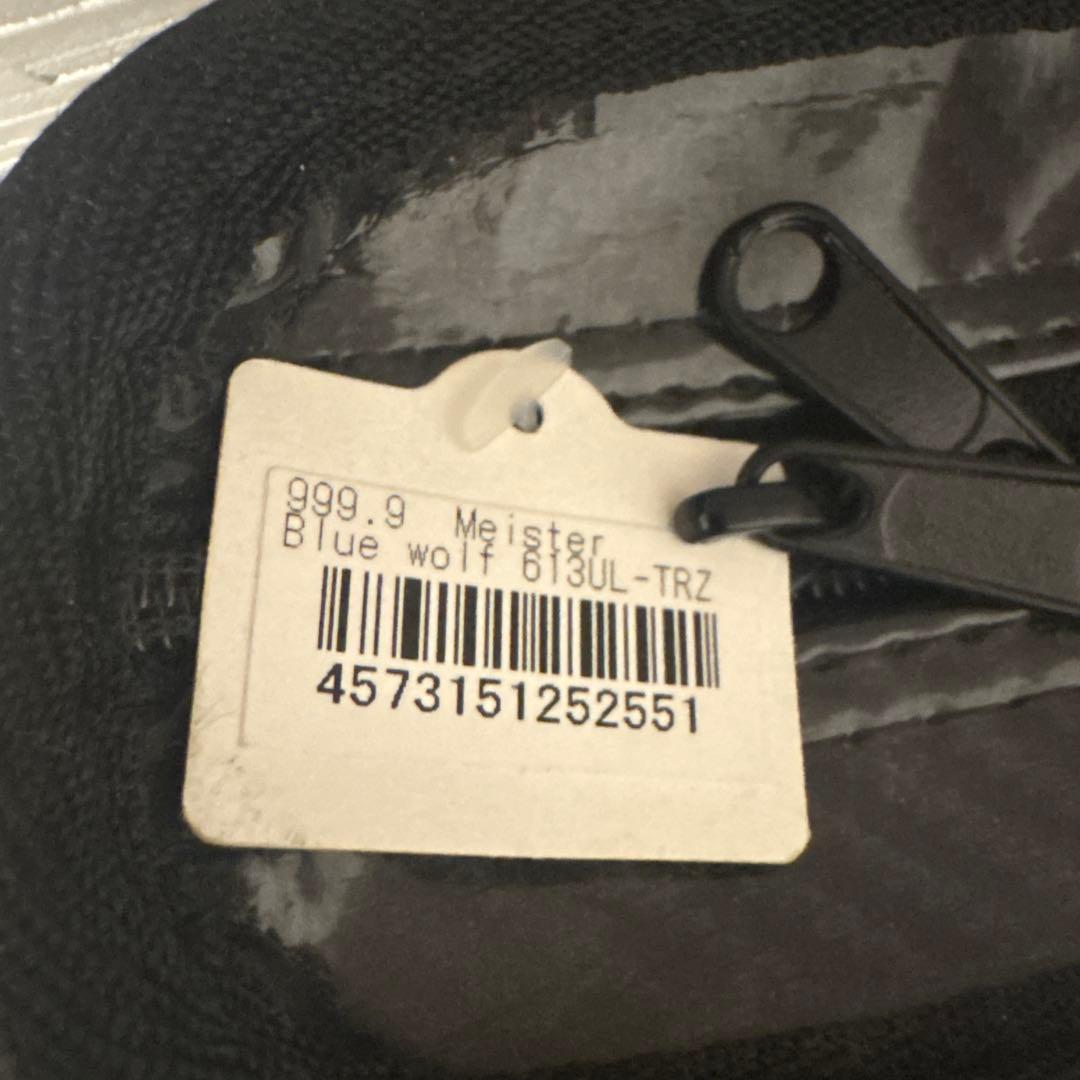 999.9 Meister
Blue wolf 613UL-TRZ
4573151252551